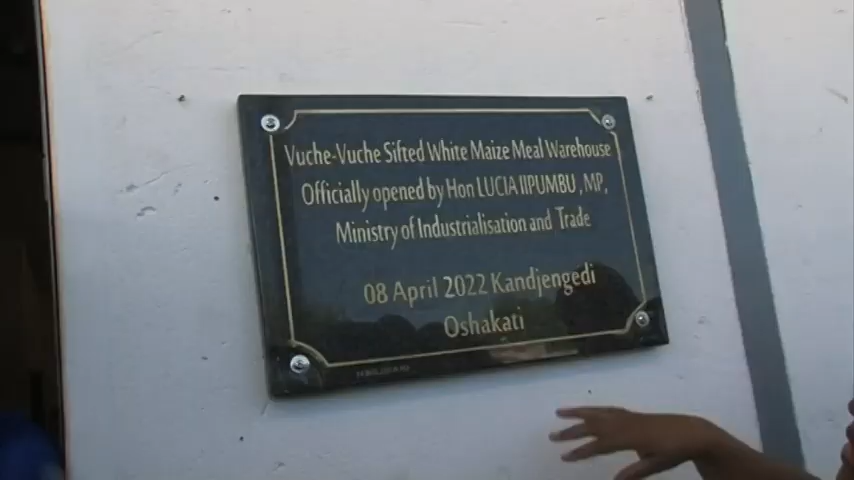 Vuche-Vuche Sifted White Maize Meal Warehouse
Officially opened by Hon LUCIA IIPUMBU , MP,
Ministry of Industrialisation and Trade
08 April 2022 Kandjengedi
Oshakati